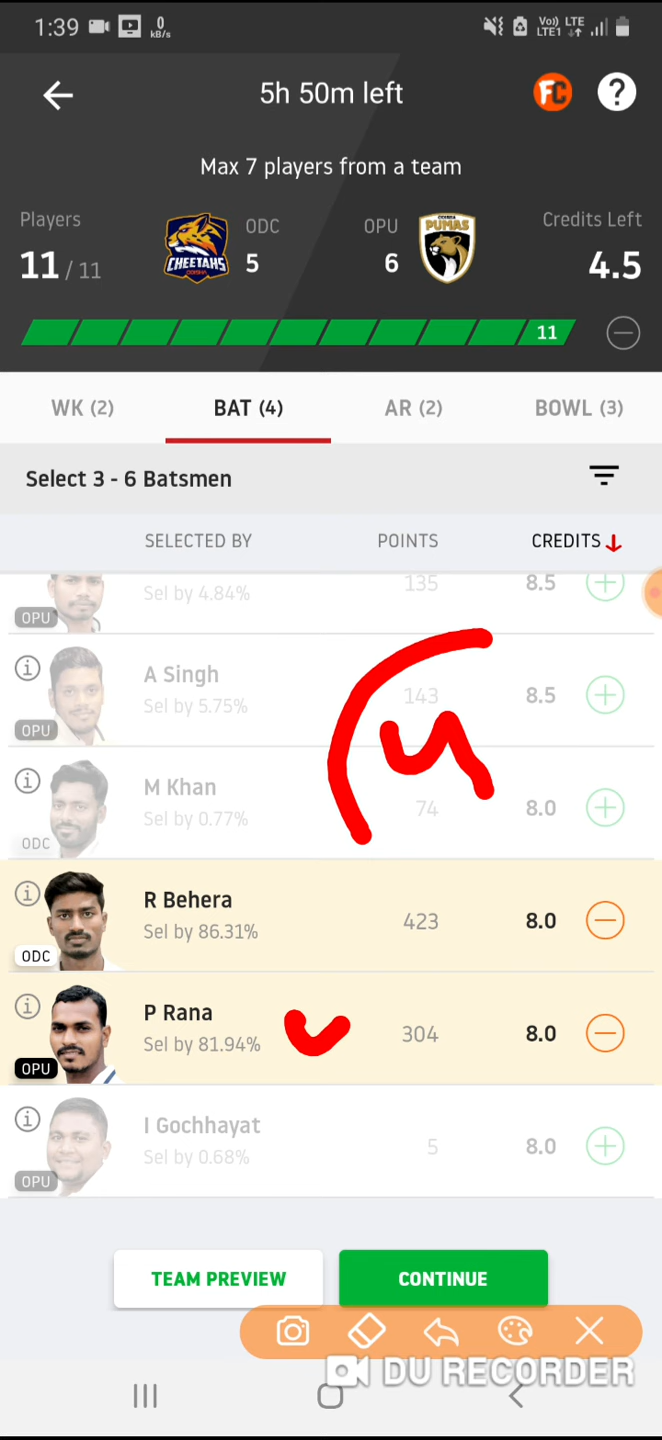 1:39 0 kB/s Vo)) LTE LTE1
5h 50m left FC ?
Max 7 players from a team
Players ODC OPU Credits Left
11 / 11 CHEETAHS 5 6 PUMAS 4.5
11
WK (2) BAT (4) AR (2) BOWL (3)
Select 3 - 6 Batsmen
SELECTED BY POINTS CREDITS
Sel by 4.84% 135 8.5
OPU
A Singh
Sel by 5.75% 143 8.5
OPU
M Khan
Sel by 0.77% 74 8.0
ODC
R Behera
Sel by 86.31% 423 8.0
ODC
P Rana
Sel by 81.94% 304 8.0
OPU
I Gochhayat
Sel by 0.68% 5 8.0
OPU
TEAM PREVIEW CONTINUE
DU RECORDER